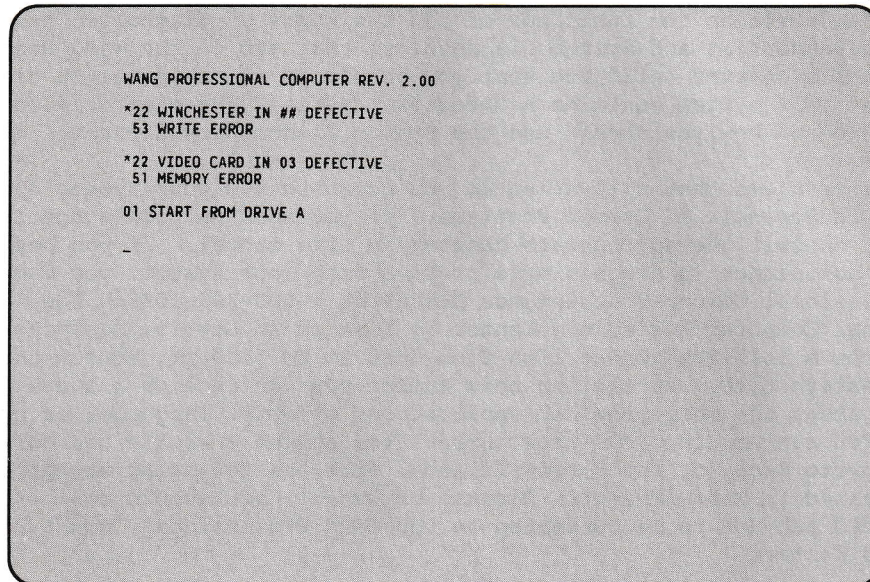 WANG PROFESSIONAL COMPUTER REV. 2.00
*22 WINCHESTER IN ## DEFECTIVE
53 WRITE ERROR
*22 VIDEO CARD IN 03 DEFECTIVE
51 MEMORY ERROR
01 START FROM DRIVE A
_